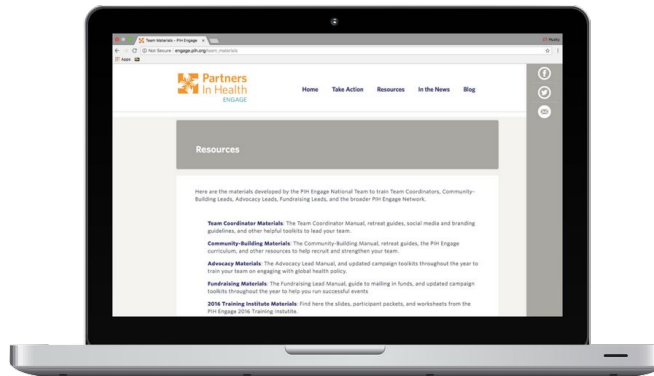 Team Materials - PIH Engage
Not Secure engage.pih.org/team_materials
Apps
Partners
In Health
ENGAGE
Home Take Action Resources In the News Blog
Resources
Here are the materials developed by the PIH Engage National Team to train Team Coordinators, Community-
Building Leads, Advocacy Leads, Fundraising Leads, and the broader PIH Engage Network.
Team Coordinator Materials: The Team Coordinator Manual, retreat guides, social media and branding
guidelines, and other helpful toolkits to lead your team.
Community-Building Materials: The Community-Building Manual, retreat guides, the PIH Engage
curriculum, and other resources to help recruit and strengthen your team.
Advocacy Materials: The Advocacy Lead Manual, and updated campaign toolkits throughout the year to
train your team on engaging with global health policy.
Fundraising Materials: The Fundraising Lead Manual, guide to mailing in funds, and updated campaign
toolkits throughout the year to help you run successful events
2016 Training Institute Materials: Find here the slides, participant packets, and worksheets from the
PIH Engage 2016 Training Instutite.